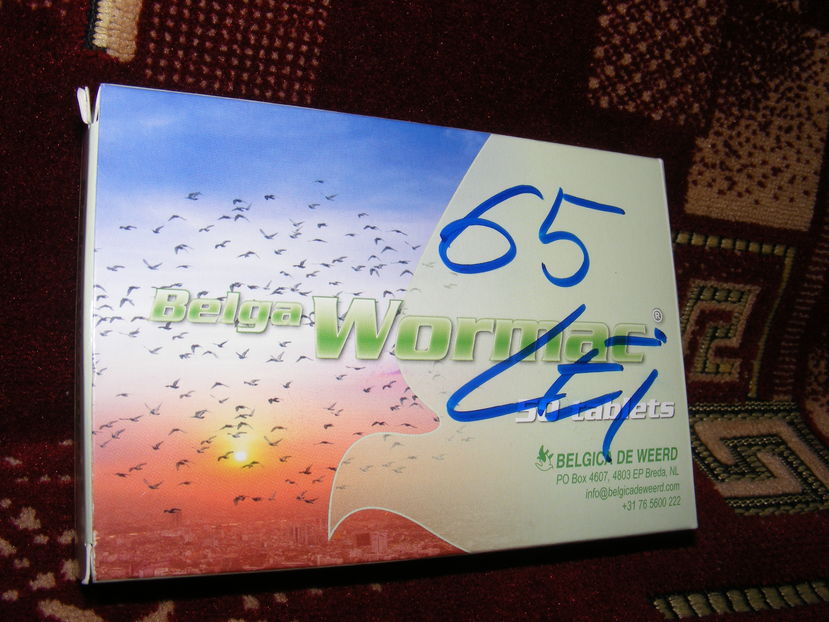 65
LEI
Belga Wormac®
50 tablets
BELGICA DE WEERD
PO Box 4607, 4803 EP Breda, NL
info@belgicadeweerd.com
+31 76 5600 222